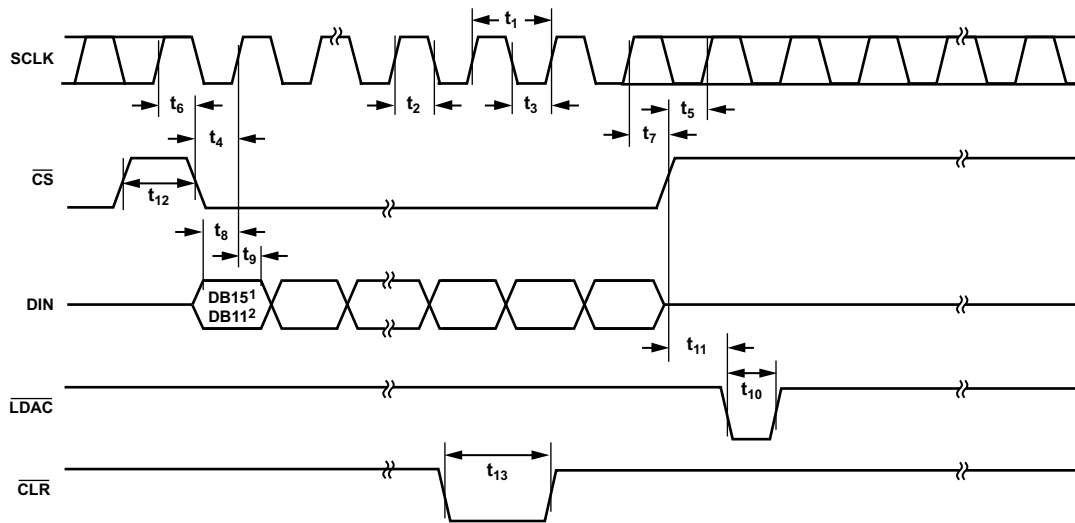 t1
SCLK
t6
t2
t3
t5
t4
t7
CS
t12
t8
t9
DIN
DB15¹
DB11²
t11
t10
LDAC
t13
CLR